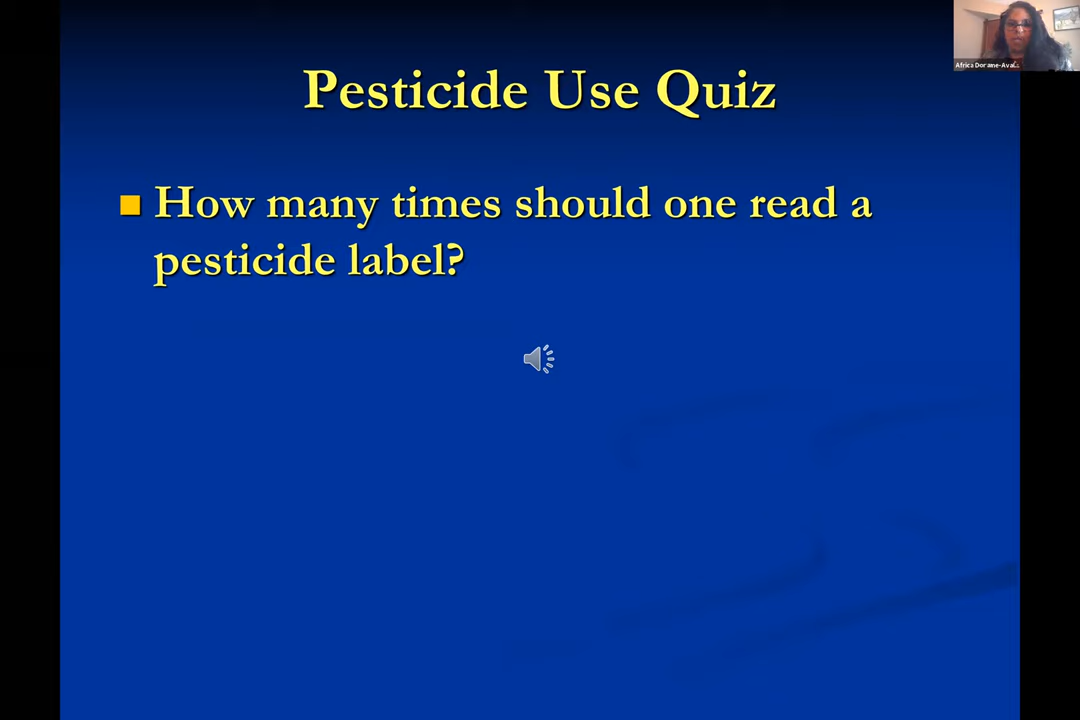 Pesticide Use Quiz
How many times should one read a
pesticide label?